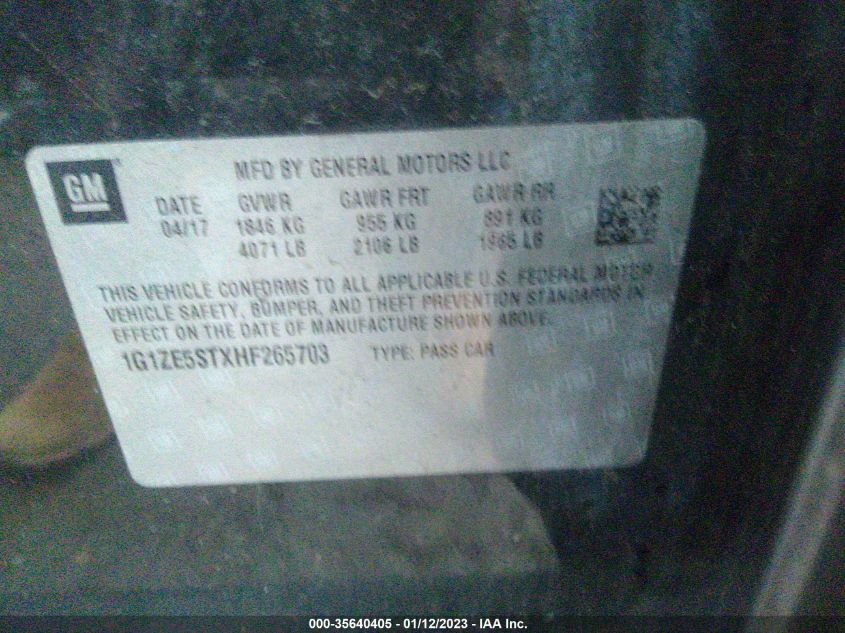 GM
MFD BY GENERAL MOTORS LLC
DATE GVWR GAWR FRT GAWR RR
04/17 1846 KG 955 KG 891 KG
4071 LB 2106 LB 1965 LB
THIS VEHICLE CONFORMS TO ALL APPLICABLE U.S. FEDERAL MOTOR
VEHICLE SAFETY, BUMPER, AND THEFT PREVENTION STANDARDS IN
EFFECT ON THE DATE OF MANUFACTURE SHOWN ABOVE.
1G1ZE5STXHF265703 TYPE: PASS CAR
000-35640405 - 01/12/2023 - IAA Inc.